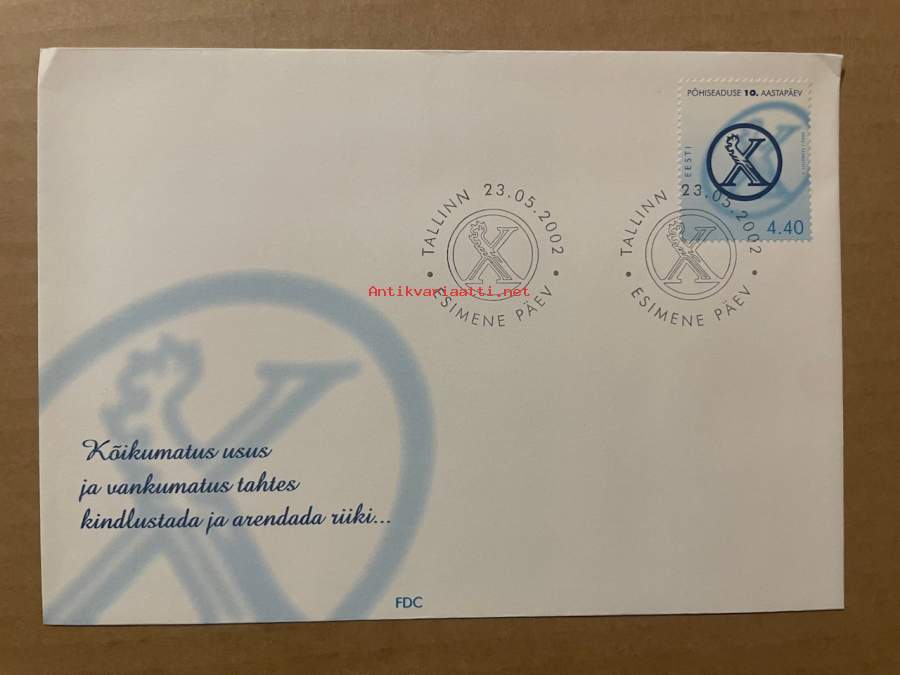 PÕHISEADUSE 10. AASTAPÄEV
EESTI
4.40
TALLINN 23.05.2002
• ESIMENE PÄEV •
TALLINN 23.05.2002
• ESIMENE PÄEV •
Antikvariaatti.net
Kõikumatus usus
ja vankumatus tahtes
kindlustada ja arendada riiki...
FDC